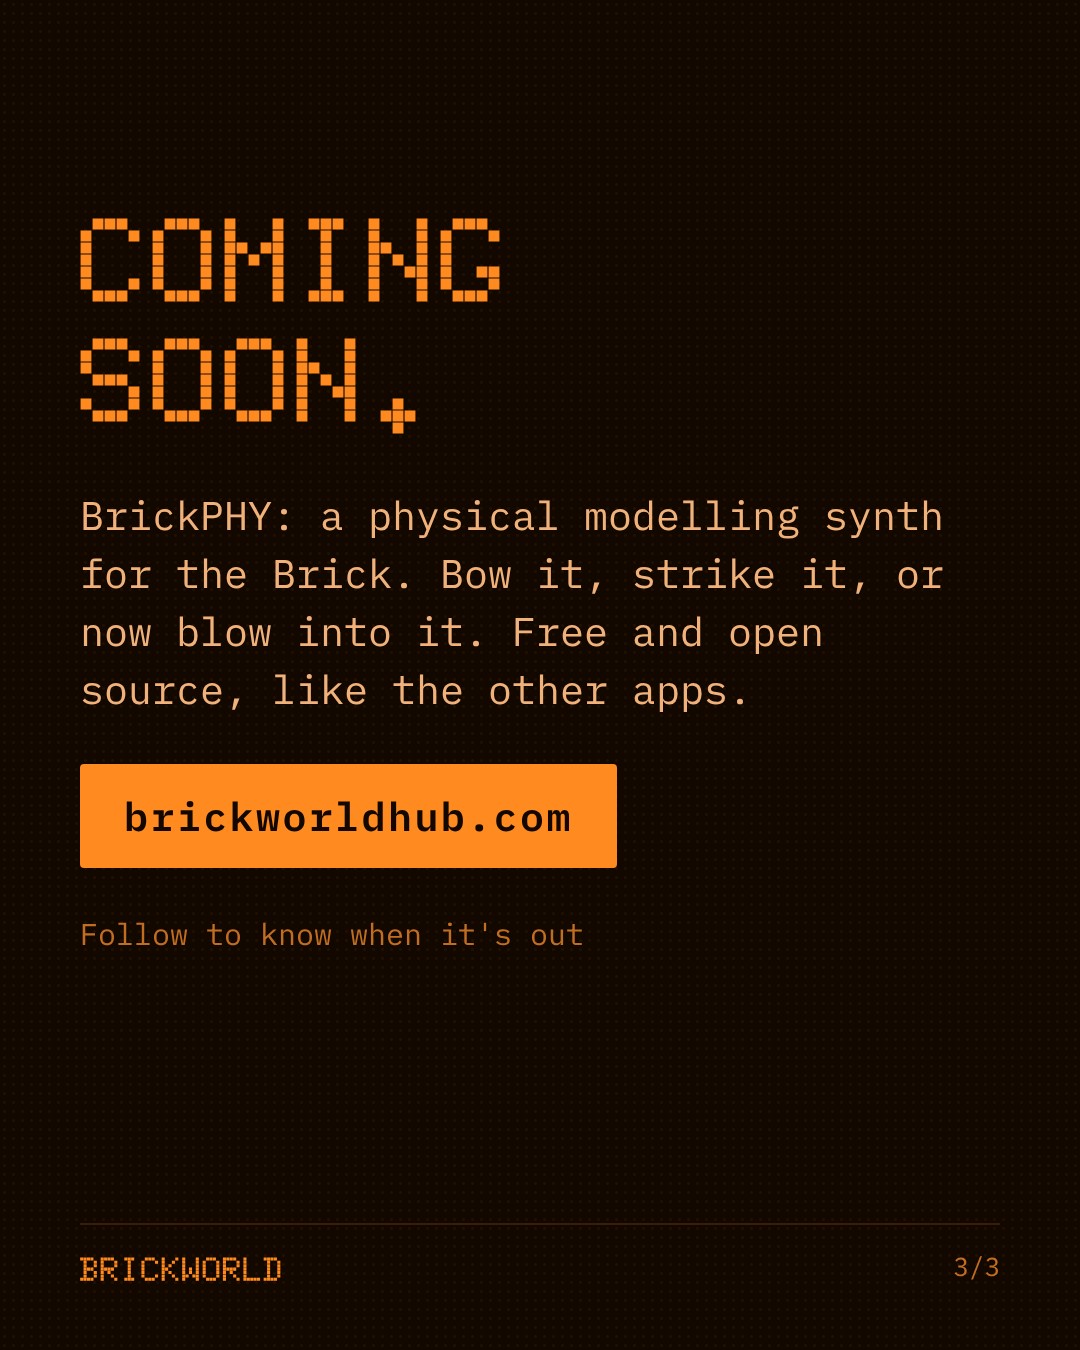 COMING
SOON.
BrickPHY: a physical modelling synth
for the Brick. Bow it, strike it, or
now blow into it. Free and open
source, like the other apps.
brickworldhub.com
Follow to know when it's out
BRICKWORLD
3/3